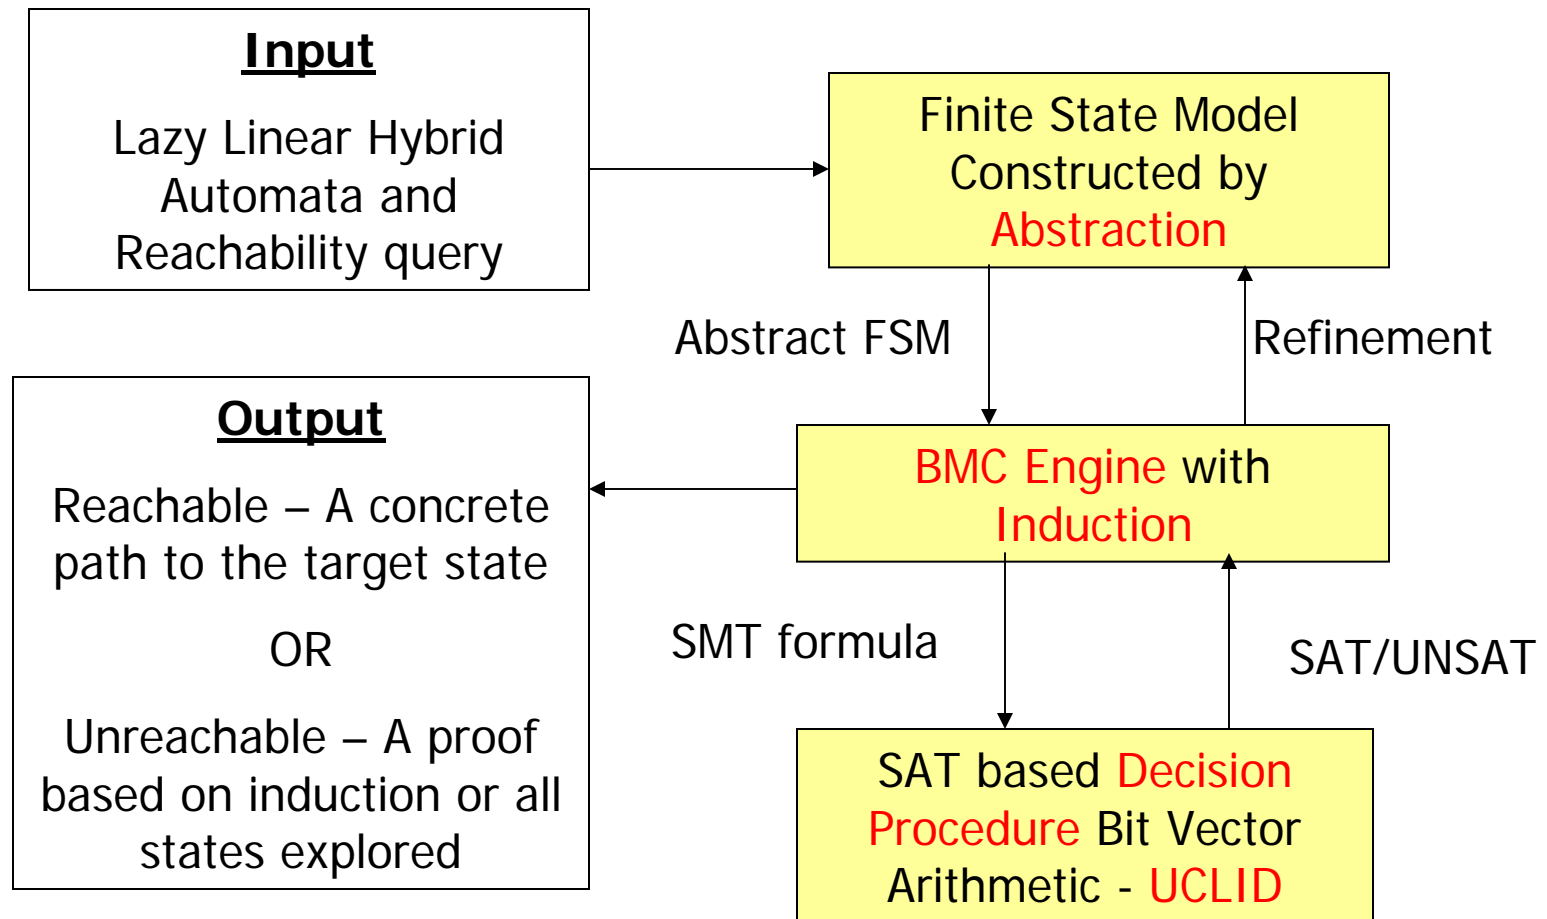 Input
Lazy Linear Hybrid
Automata and
Reachability query
Finite State Model
Constructed by
Abstraction
Abstract FSM
Refinement
Output
Reachable – A concrete
path to the target state
OR
Unreachable – A proof
based on induction or all
states explored
BMC Engine with
Induction
SMT formula
SAT/UNSAT
SAT based Decision
Procedure Bit Vector
Arithmetic - UCLID